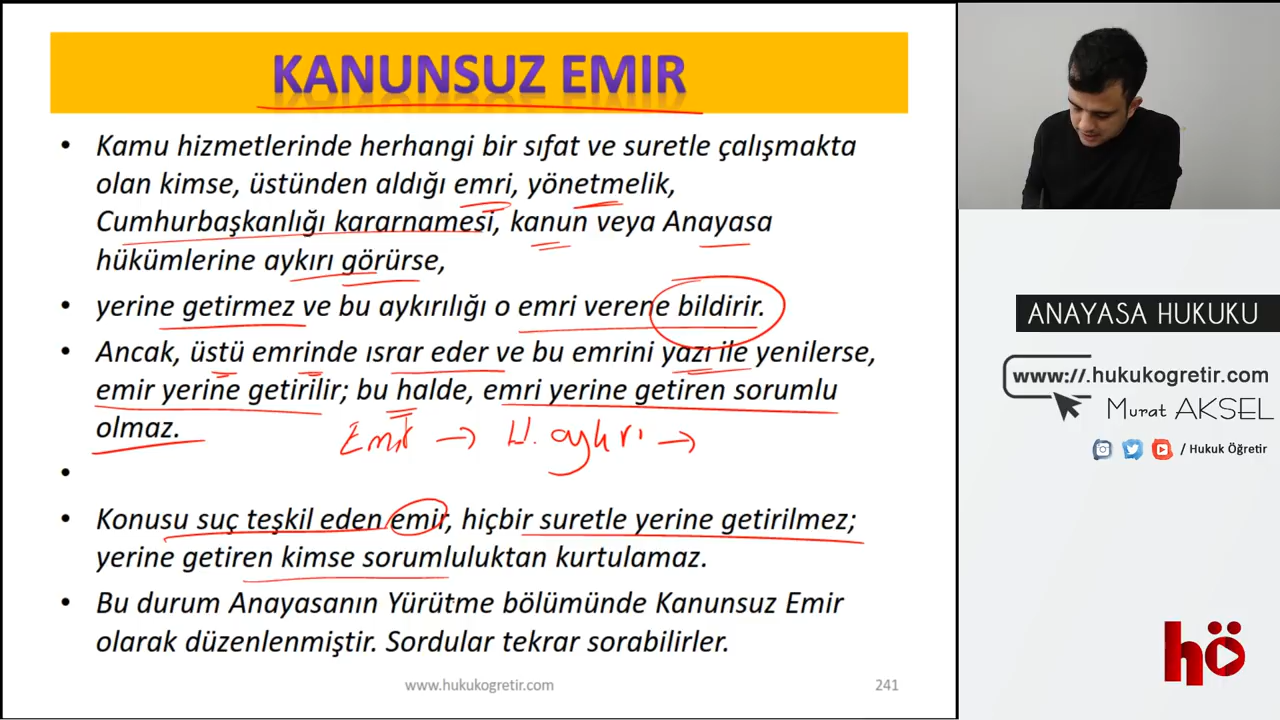 KANUNSUZ EMIR
• Kamu hizmetlerinde herhangi bir sıfat ve suretle çalışmakta
olan kimse, üstünden aldığı emri, yönetmelik,
Cumhurbaşkanlığı kararnamesi, kanun veya Anayasa
hükümlerine aykırı görürse,
• yerine getirmez ve bu aykırılığı o emri verene bildirir.
• Ancak, üstü emrinde ısrar eder ve bu emrini yazı ile yenilerse,
emir yerine getirilir; bu halde, emri yerine getiren sorumlu
olmaz.
Emir → H. aykırı →
•
• Konusu suç teşkil eden emir, hiçbir suretle yerine getirilmez;
yerine getiren kimse sorumluluktan kurtulamaz.
• Bu durum Anayasanın Yürütme bölümünde Kanunsuz Emir
olarak düzenlenmiştir. Sordular tekrar sorabilirler.
www.hukukogretir.com
241
ANAYASA HUKUKU
www://.hukukogretir.com
Murat AKSEL
/ Hukuk Öğretir
hö